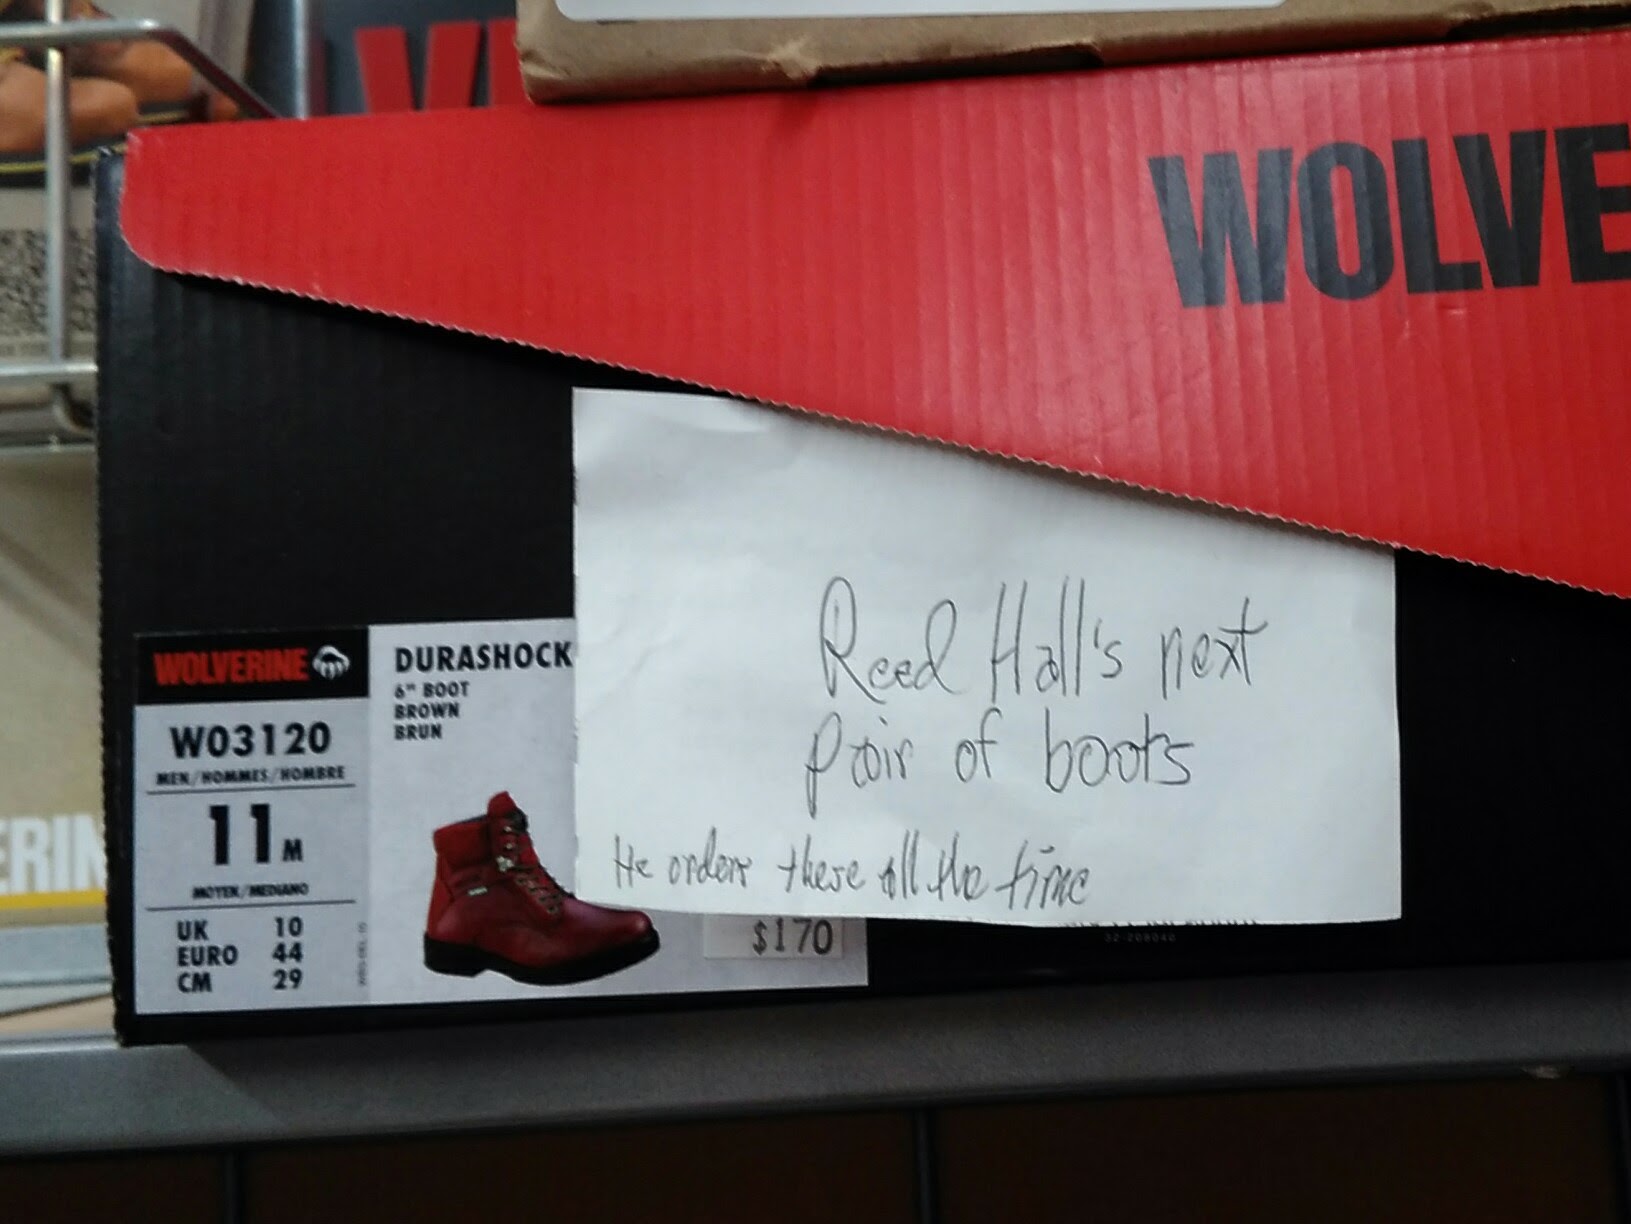 WOLVE
WOLVERINE
W03120
MEN/HOMMES/HOMBRE
11 M
MOYEN/MEDIANO
UK 10
EURO 44
CM 29
DURASHOCK
6" BOOT
BROWN
BRUN
$170
Reed Hall's next
pair of boots
He orders these all the time
ERIN